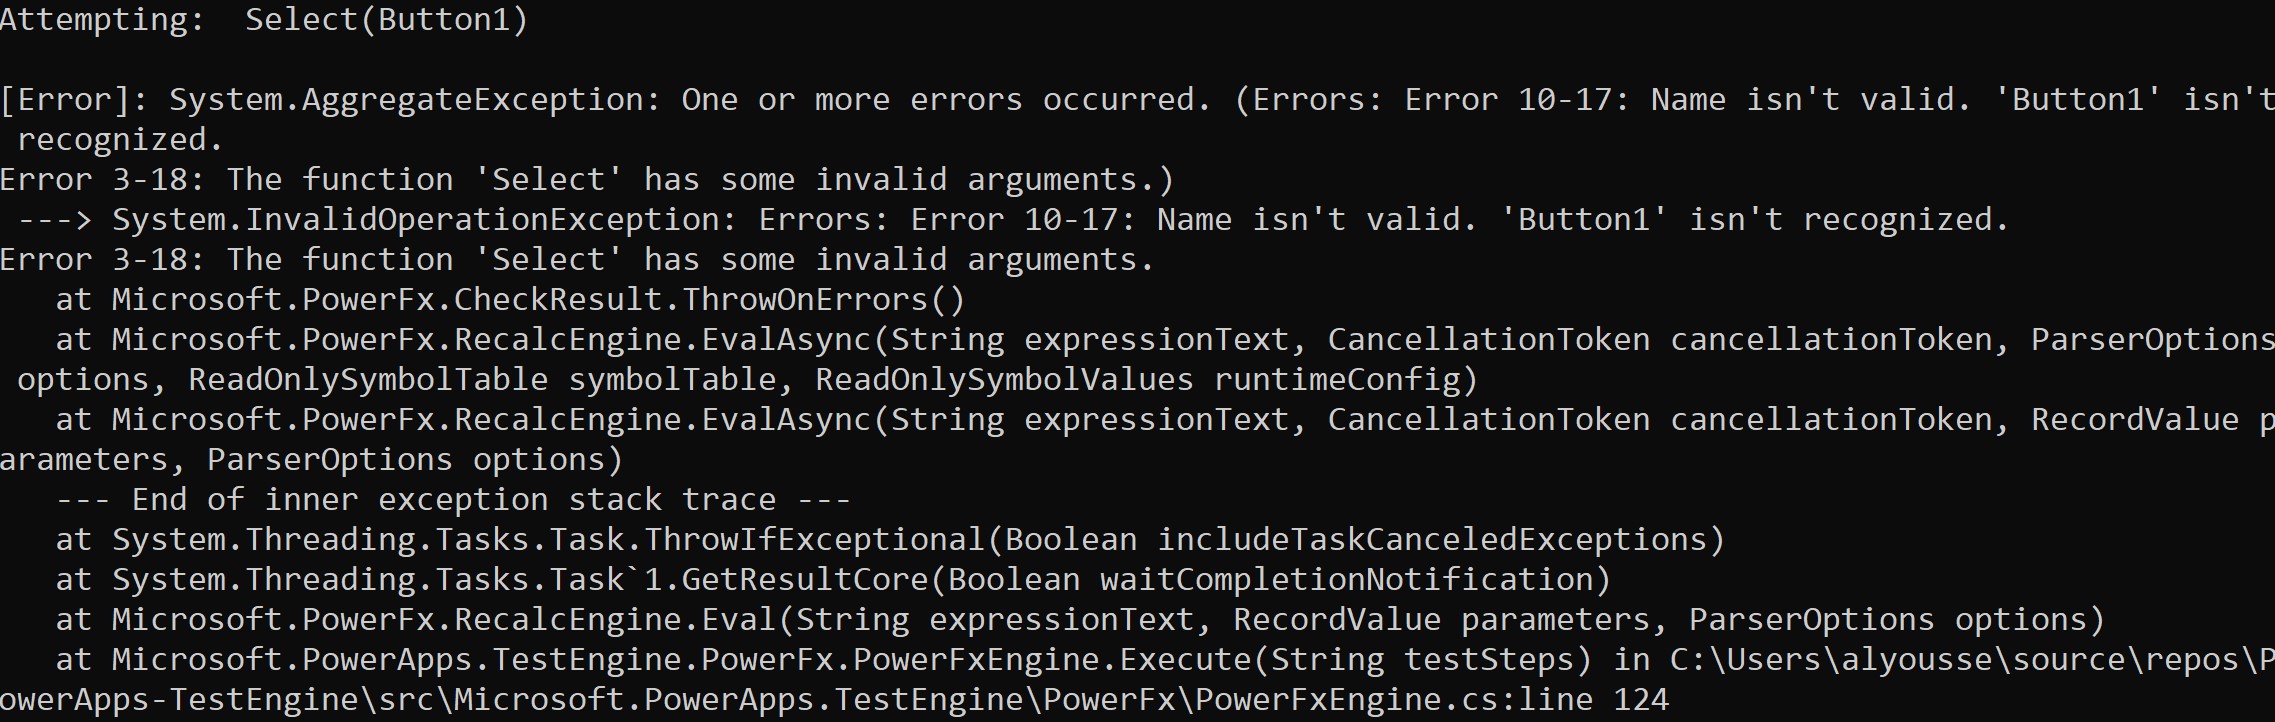 Attempting:  Select(Button1)
[Error]: System.AggregateException: One or more errors occurred. (Errors: Error 10-17: Name isn't valid. 'Button1' isn't
 recognized.
Error 3-18: The function 'Select' has some invalid arguments.)
 ---> System.InvalidOperationException: Errors: Error 10-17: Name isn't valid. 'Button1' isn't recognized.
Error 3-18: The function 'Select' has some invalid arguments.
   at Microsoft.PowerFx.CheckResult.ThrowOnErrors()
   at Microsoft.PowerFx.RecalcEngine.EvalAsync(String expressionText, CancellationToken cancellationToken, ParserOptions
 options, ReadOnlySymbolTable symbolTable, ReadOnlySymbolValues runtimeConfig)
   at Microsoft.PowerFx.RecalcEngine.EvalAsync(String expressionText, CancellationToken cancellationToken, RecordValue p
arameters, ParserOptions options)
   --- End of inner exception stack trace ---
   at System.Threading.Tasks.Task.ThrowIfExceptional(Boolean includeTaskCanceledExceptions)
   at System.Threading.Tasks.Task`1.GetResultCore(Boolean waitCompletionNotification)
   at Microsoft.PowerFx.RecalcEngine.Eval(String expressionText, RecordValue parameters, ParserOptions options)
   at Microsoft.PowerApps.TestEngine.PowerFx.PowerFxEngine.Execute(String testSteps) in C:\Users\alyousse\source\repos\P
owerApps-TestEngine\src\Microsoft.PowerApps.TestEngine\PowerFx\PowerFxEngine.cs:line 124